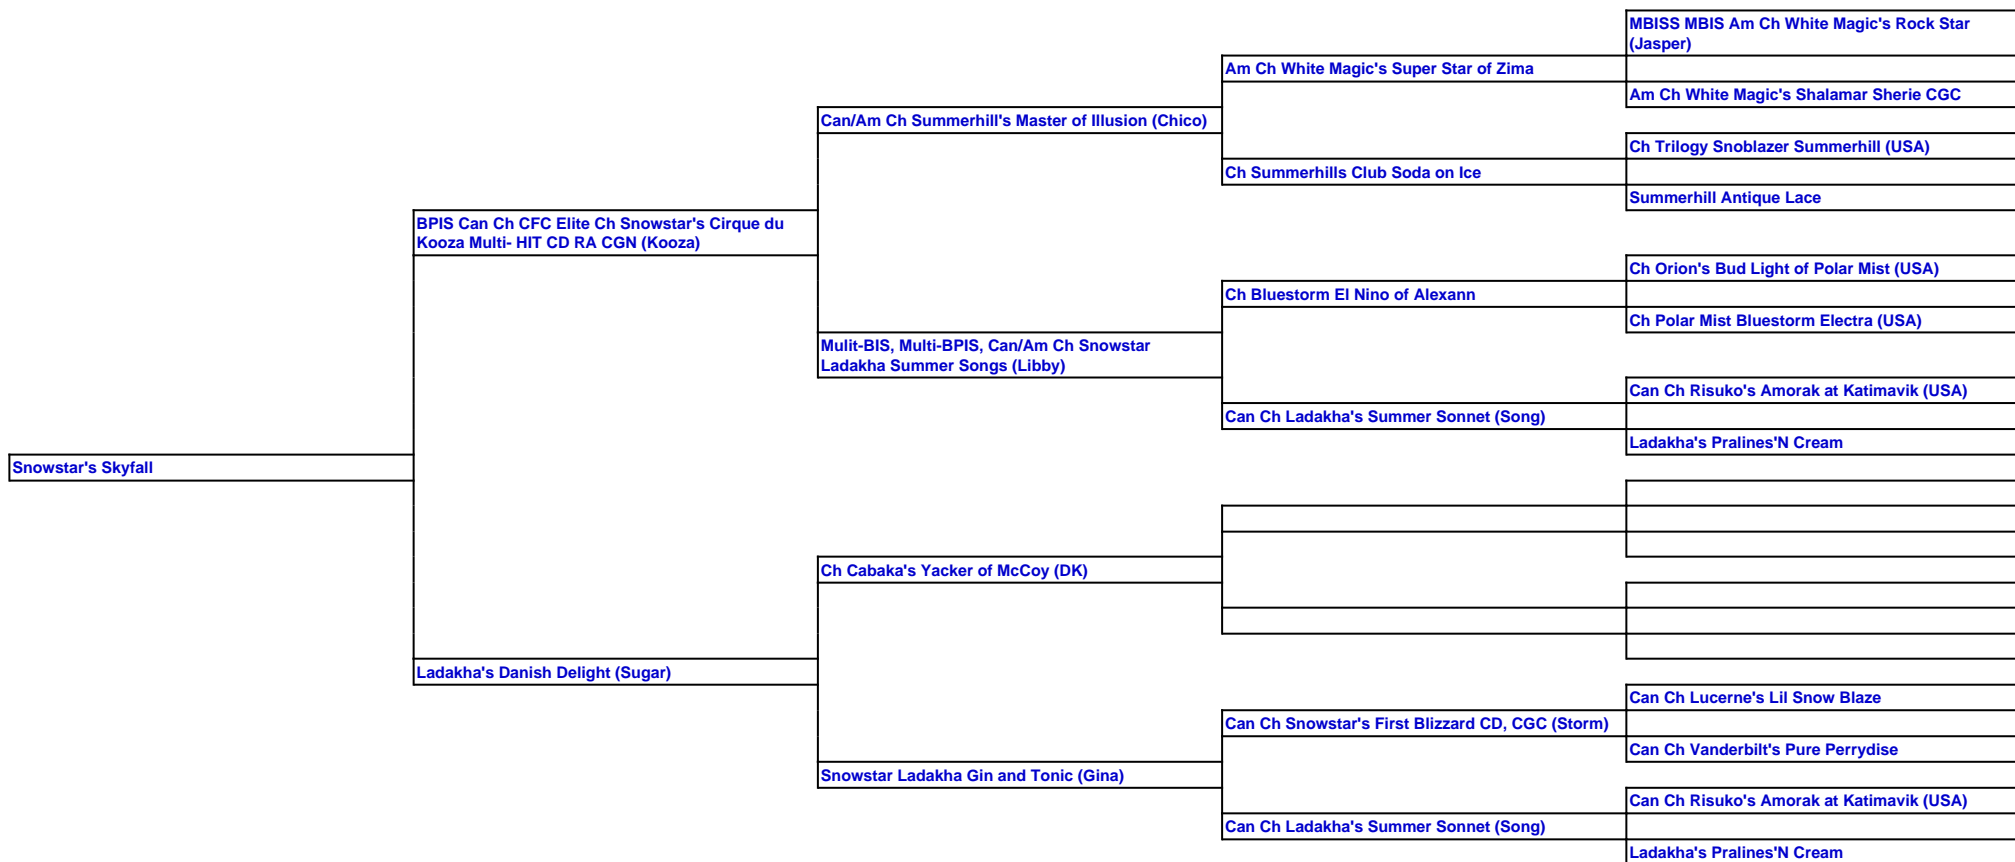 MBISS MBIS Am Ch White Magic's Rock Star
(Jasper)
Am Ch White Magic's Super Star of Zima
Am Ch White Magic's Shalamar Sherie CGC
Can/Am Ch Summerhill's Master of Illusion (Chico)
Ch Trilogy Snoblazer Summerhill (USA)
Ch Summerhills Club Soda on Ice
Summerhill Antique Lace
BPIS Can Ch CFC Elite Ch Snowstar's Cirque du
Kooza Multi- HIT CD RA CGN (Kooza)
Ch Orion's Bud Light of Polar Mist (USA)
Ch Bluestorm El Nino of Alexann
Ch Polar Mist Bluestorm Electra (USA)
Mulit-BIS, Multi-BPIS, Can/Am Ch Snowstar
Ladakha Summer Songs (Libby)
Can Ch Risuko's Amorak at Katimavik (USA)
Can Ch Ladakha's Summer Sonnet (Song)
Ladakha's Pralines'N Cream
Snowstar's Skyfall
Ch Cabaka's Yacker of McCoy (DK)
Ladakha's Danish Delight (Sugar)
Can Ch Lucerne's Lil Snow Blaze
Can Ch Snowstar's First Blizzard CD, CGC (Storm)
Can Ch Vanderbilt's Pure Perrydise
Snowstar Ladakha Gin and Tonic (Gina)
Can Ch Risuko's Amorak at Katimavik (USA)
Can Ch Ladakha's Summer Sonnet (Song)
Ladakha's Pralines'N Cream